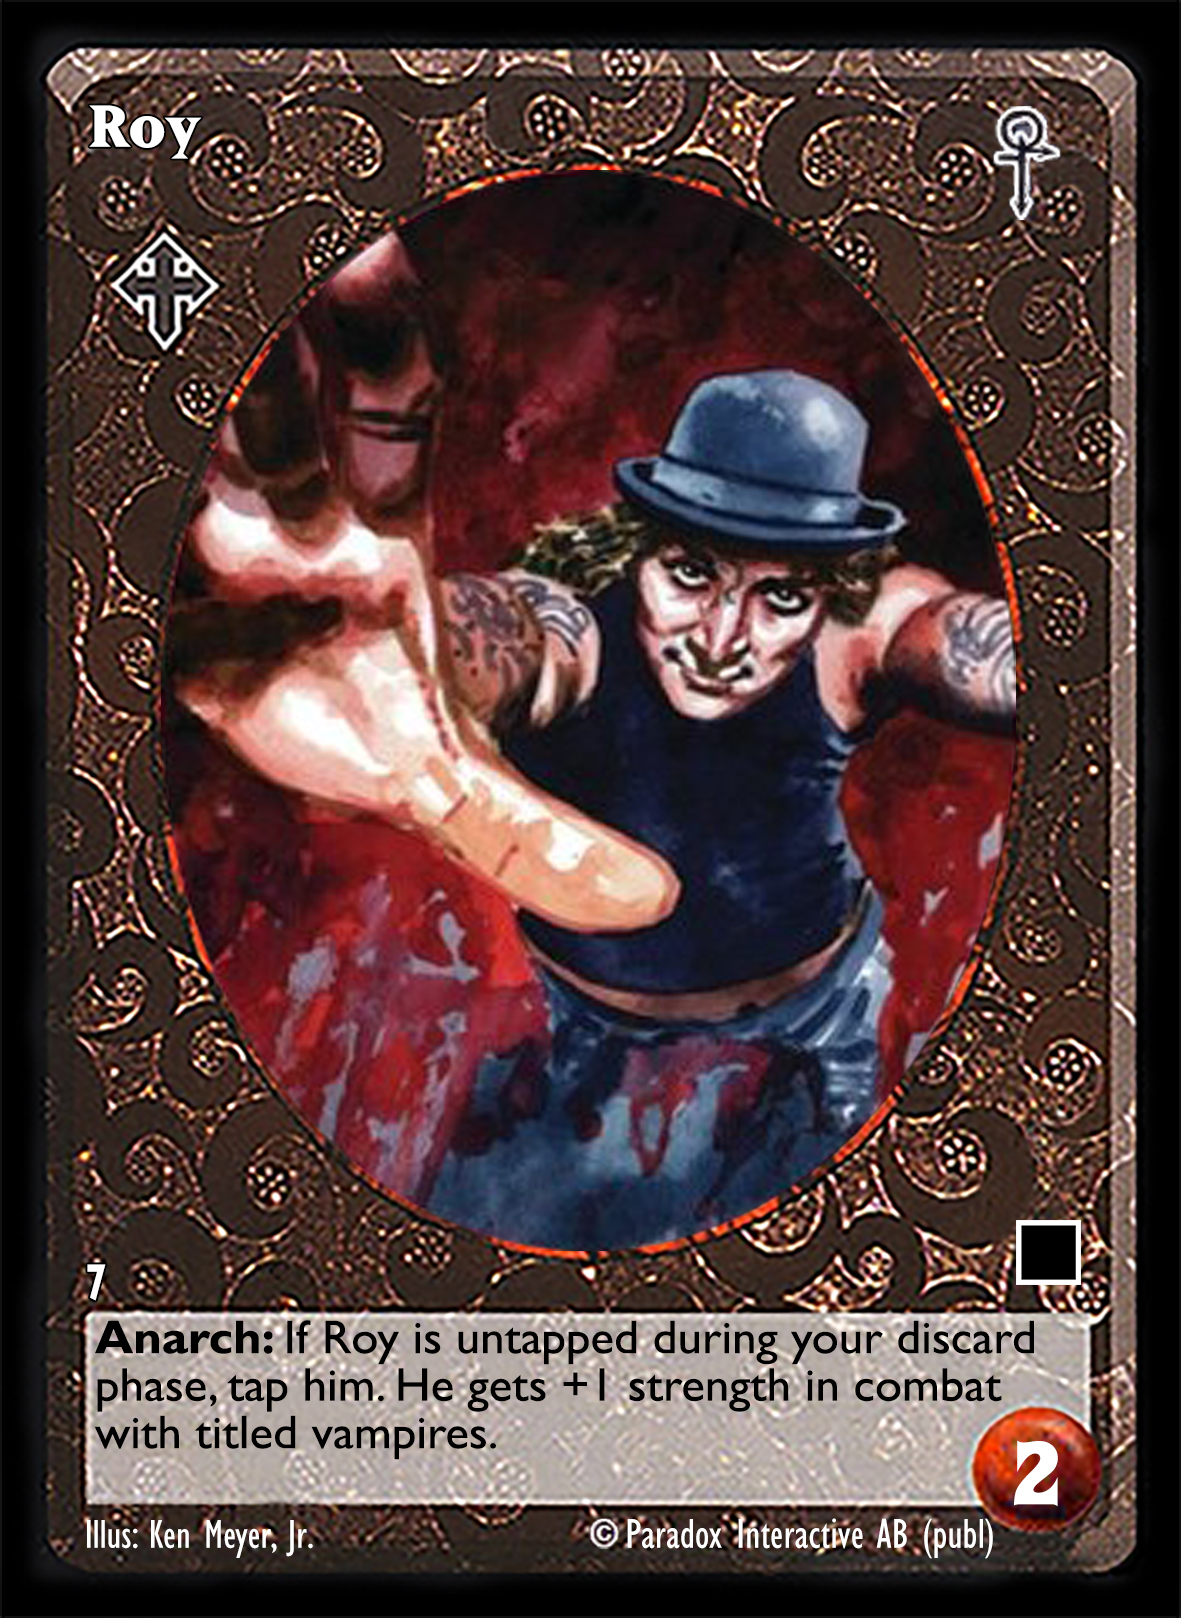 Roy
7
Anarch: If Roy is untapped during your discard
phase, tap him. He gets +1 strength in combat
with titled vampires.
2
Illus: Ken Meyer, Jr.
© Paradox Interactive AB (publ)